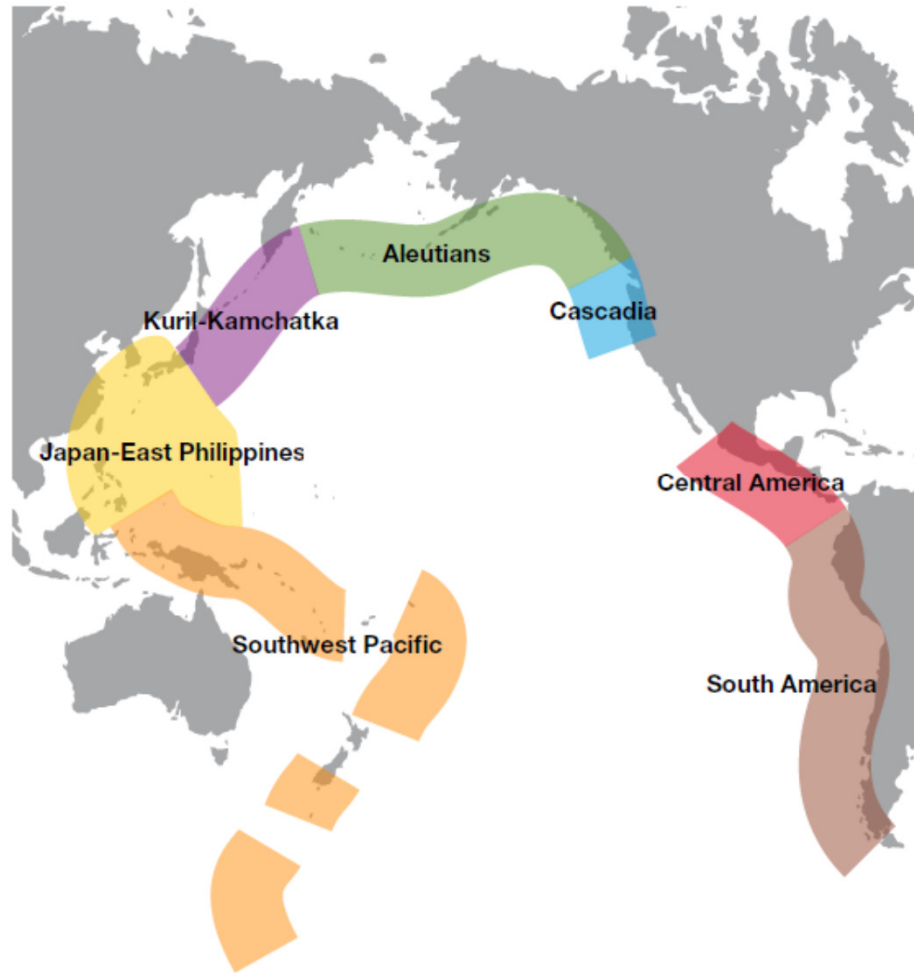 Aleutians
Cascadia
Kuril-Kamchatka
Japan-East Philippines
Central America
Southwest Pacific
South America